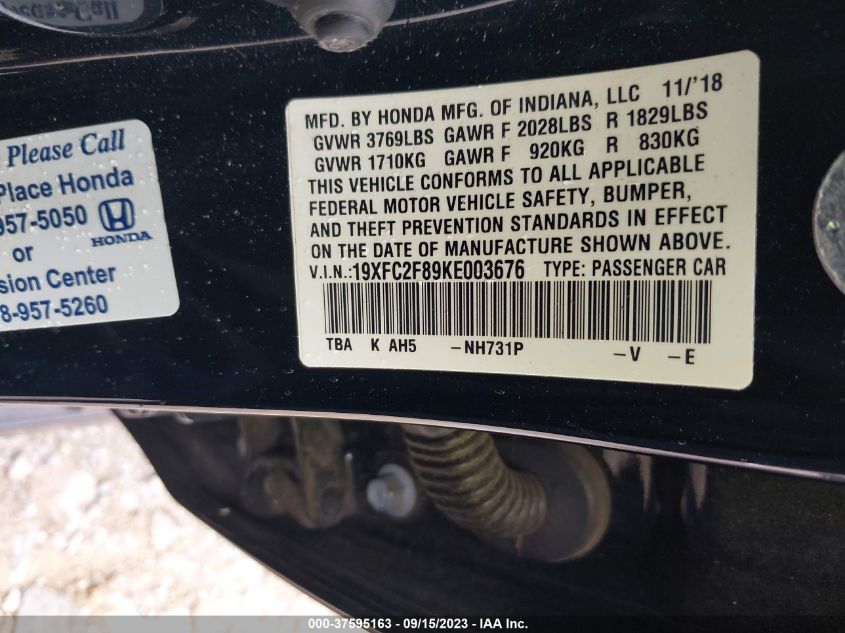 ease Call
Please Call
Place Honda
957-5050
HONDA
or
sion Center
8-957-5260
MFD. BY HONDA MFG. OF INDIANA, LLC 11/'18
GVWR 3769LBS GAWR F 2028LBS R 1829LBS
GVWR 1710KG GAWR F 920KG R 830KG
THIS VEHICLE CONFORMS TO ALL APPLICABLE
FEDERAL MOTOR VEHICLE SAFETY, BUMPER,
AND THEFT PREVENTION STANDARDS IN EFFECT
ON THE DATE OF MANUFACTURE SHOWN ABOVE.
V.I.N.:19XFC2F89KE003676 TYPE: PASSENGER CAR
TBA K AH5 -NH731P -V -E
000-37595163 - 09/15/2023 - IAA Inc.